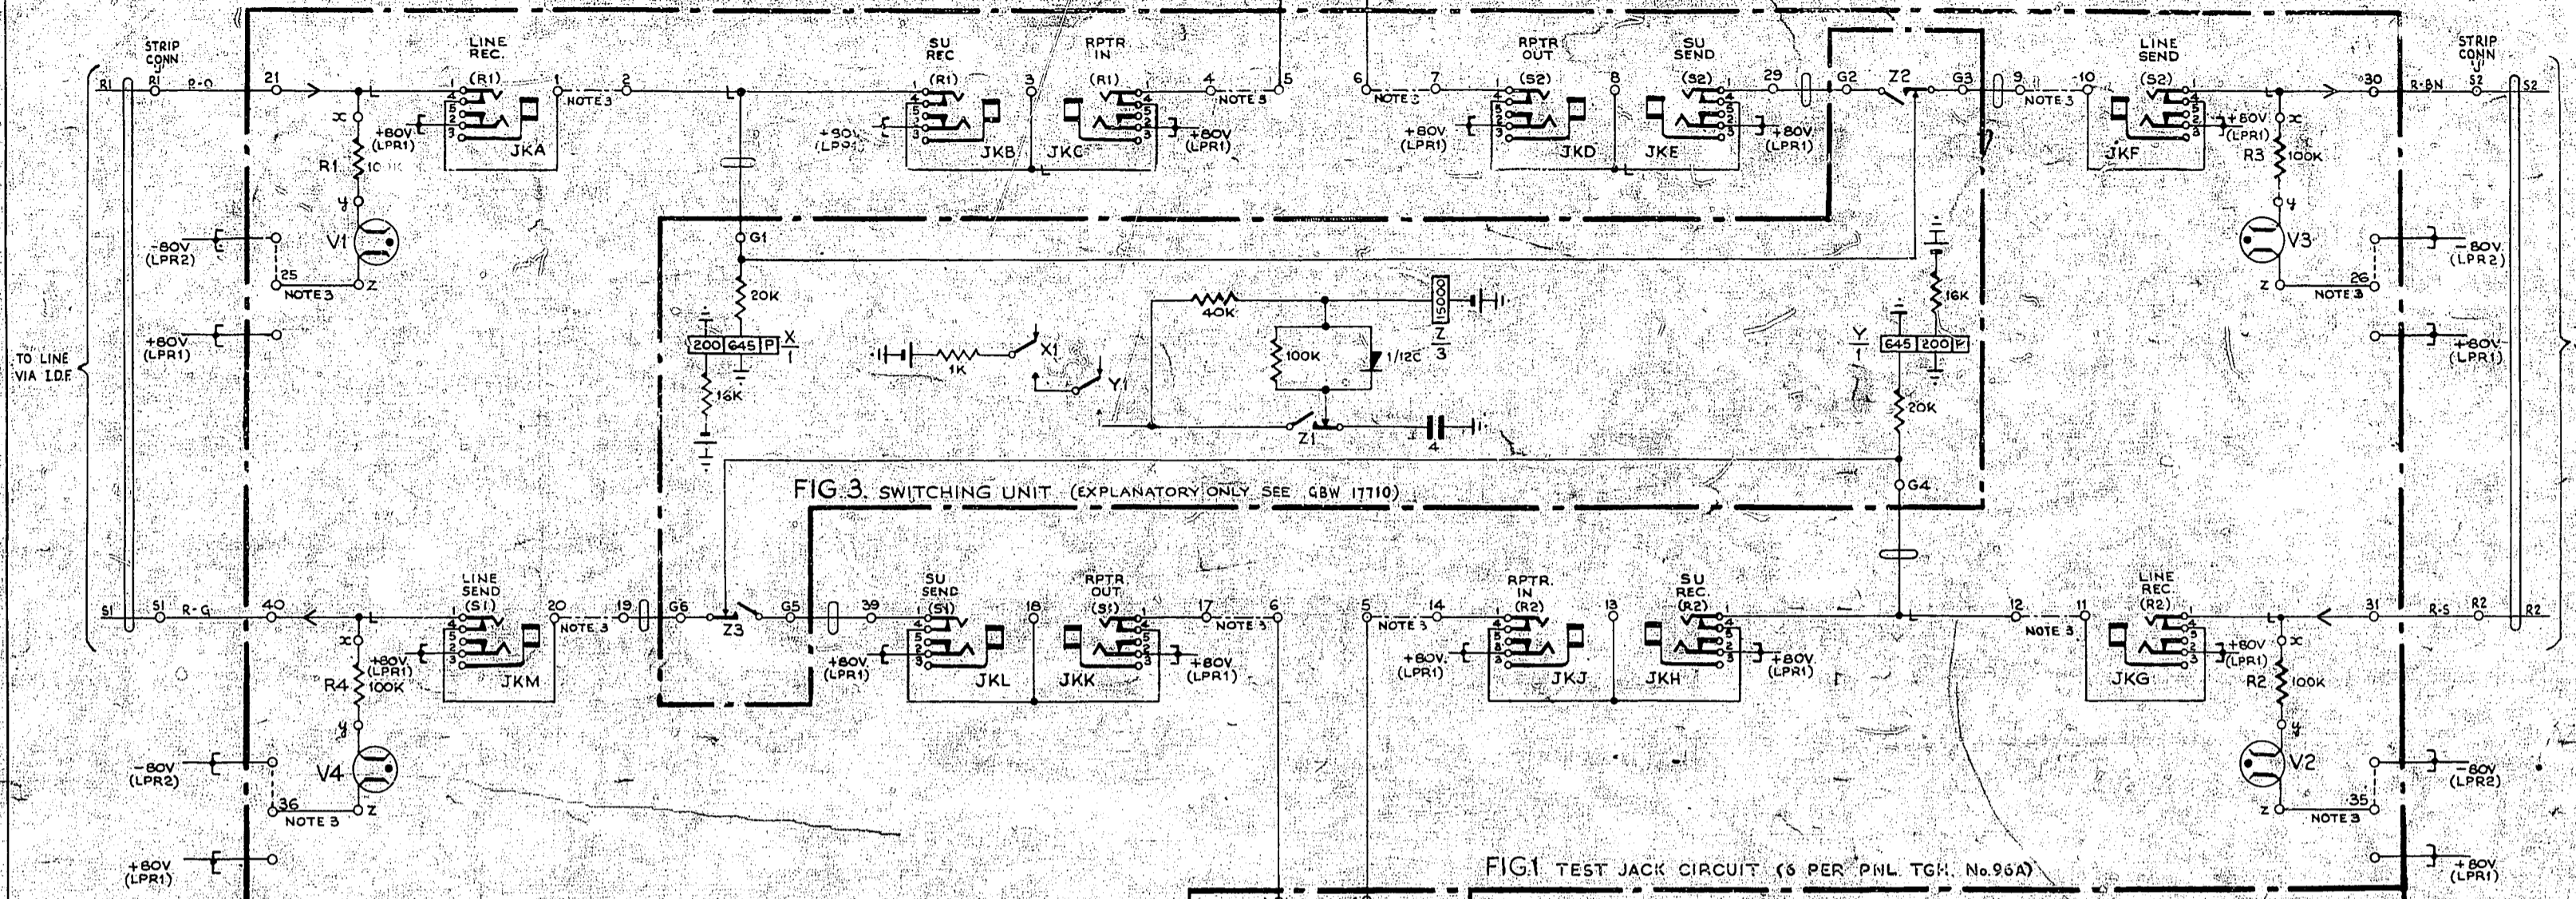 STRIP CONN 'J'
R1
R1
R-O
21
LINE REC.
(R1)
1
4
5
2
3
+80V (LPR1)
JKA
1
NOTE 3
2
SU REC
(R1)
JKB
3
RPTR IN
(R1)
+80V (LPR1)
JKC
4
NOTE 3
5
6
NOTE 3
7
RPTR OUT
(S2)
+80V (LPR1)
JKD
8
SU SEND
(S2)
+80V (LPR1)
JKE
29
G2
Z2
G3
9
NOTE 3
10
LINE SEND
(S2)
+80V (LPR1)
JKF
30
R-BN
STRIP CONN 'J'
S2
S2
x
R1
y
V1
z
-80V (LPR2)
25
NOTE 3
+80V (LPR1)
TO LINE VIA I.D.F.
x
R3
100K
y
V3
z
-80V (LPR2)
26
NOTE 3
+80V (LPR1)
G1
20K
200 645 P
X/1
16K
1K
X1
Y1
40K
100K
1/12C
15000
Z/3
Z1
4
16K
Y/1
645 200 P
20K
G4
FIG. 3. SWITCHING UNIT (EXPLANATORY ONLY SEE GBW 17710)
S1
S1
R-G
40
LINE SEND
(S1)
+80V (LPR1)
JKM
20
NOTE 3
19
G6
Z3
G5
39
SU SEND
(S1)
+80V (LPR1)
JKL
18
RPTR OUT
(S1)
+80V (LPR1)
JKK
17
NOTE 3
6
5
NOTE 3
14
RPTR. IN
(R2)
+80V (LPR1)
JKJ
13
SU REC.
(R2)
+80V (LPR1)
JKH
12
NOTE 3
11
LINE REC.
(R2)
+80V (LPR1)
JKG
31
R-S
R2
R2
x
R4
100K
y
V4
z
-80V (LPR2)
36
NOTE 3
+80V (LPR1)
x
R2
100K
y
V2
z
-80V (LPR2)
35
NOTE 3
+80V (LPR1)
FIG.1 TEST JACK CIRCUIT (6 PER PNL. TGH. No.96A)